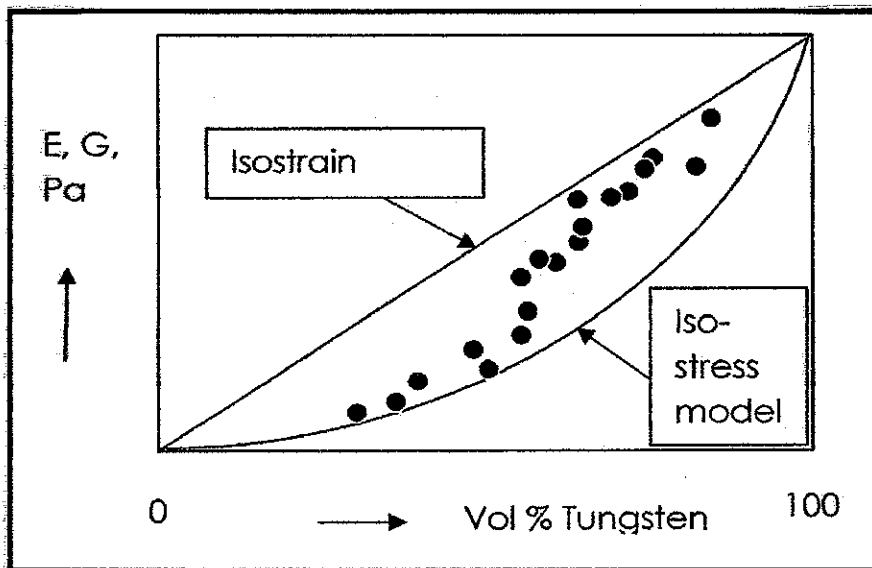 E, G,
Pa
Isostrain
Iso-
stress
model
0
Vol % Tungsten
100